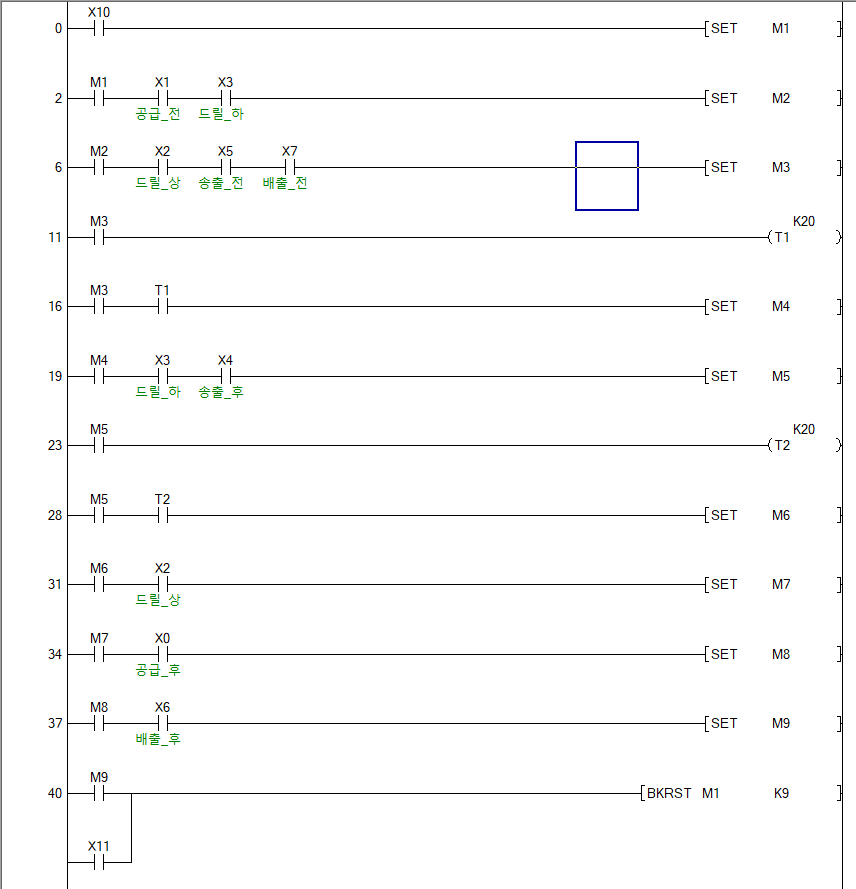 X10
0 SET M1
M1 X1 X3
2 SET M2
공급_전 드릴_하
M2 X2 X5 X7
6 SET M3
드릴_상 송출_전 배출_전
M3 K20
11 T1
M3 T1
16 SET M4
M4 X3 X4
19 SET M5
드릴_하 송출_후
M5 K20
23 T2
M5 T2
28 SET M6
M6 X2
31 SET M7
드릴_상
M7 X0
34 SET M8
공급_후
M8 X6
37 SET M9
배출_후
M9
40 BKRST M1 K9
X11